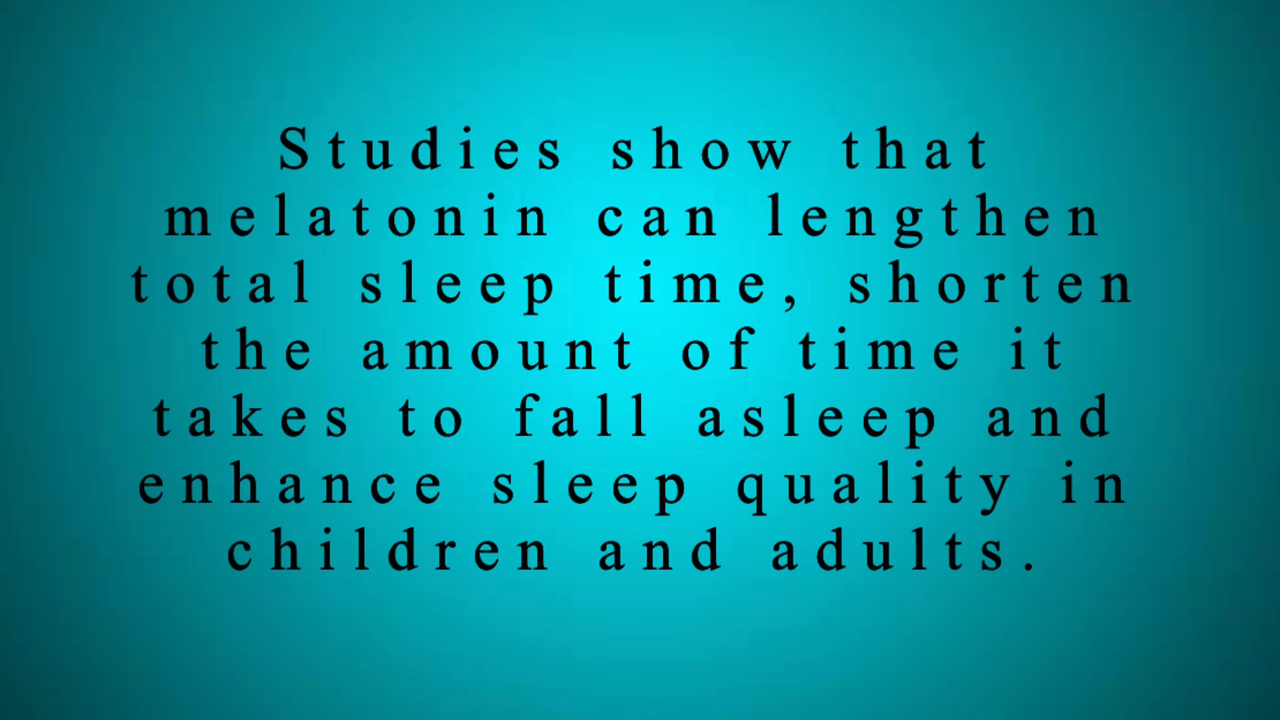 Studies show that
melatonin can lengthen
total sleep time, shorten
the amount of time it
takes to fall asleep and
enhance sleep quality in
children and adults.